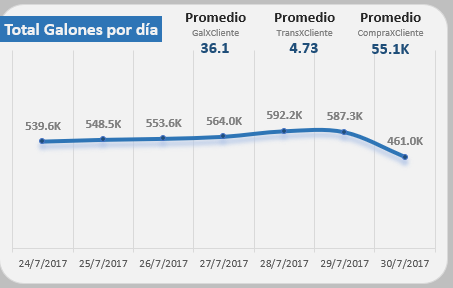 Total Galones por día
Promedio Promedio Promedio
GalXCliente TransXCliente CompraXCliente
36.1 4.73 55.1K
539.6K 548.5K 553.6K 564.0K 592.2K 587.3K 461.0K
24/7/2017 25/7/2017 26/7/2017 27/7/2017 28/7/2017 29/7/2017 30/7/2017